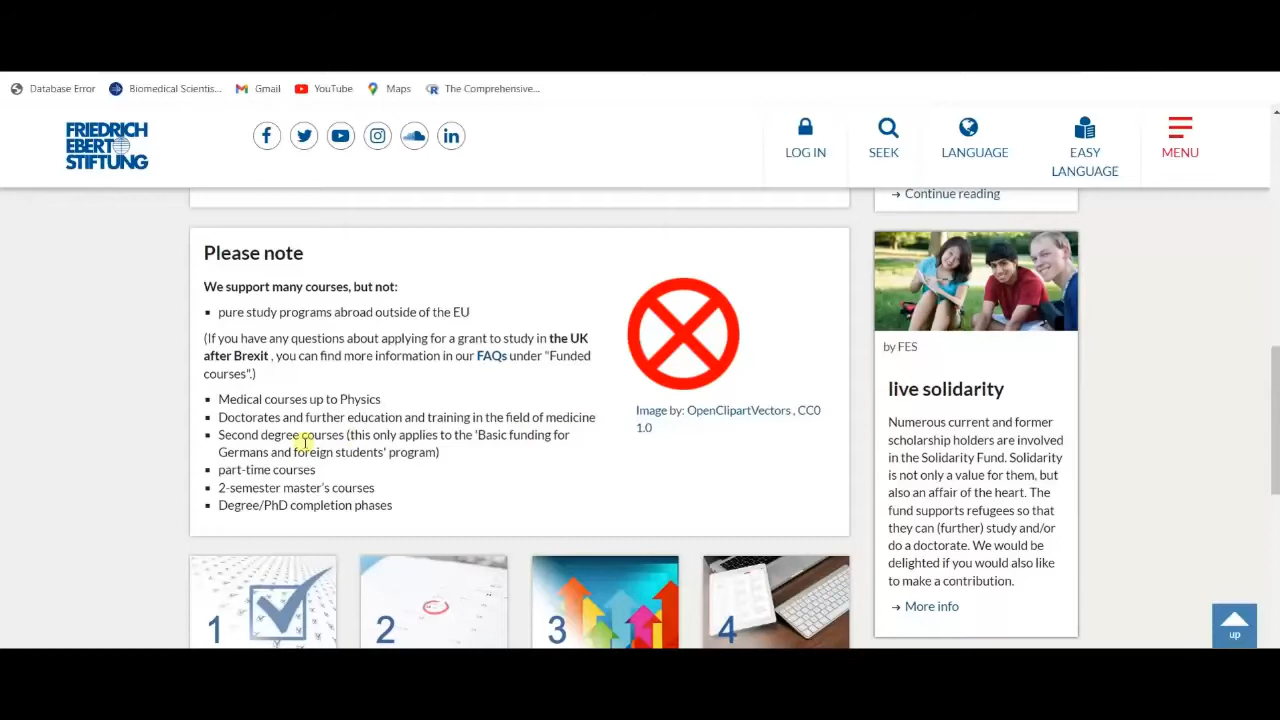 Database Error
Biomedical Scientis...
Gmail
YouTube
Maps
The Comprehensive...
FRIEDRICH
EBERT
STIFTUNG
LOG IN
SEEK
LANGUAGE
EASY
LANGUAGE
MENU
→ Continue reading
Please note
We support many courses, but not:
▪ pure study programs abroad outside of the EU
(If you have any questions about applying for a grant to study in the UK
after Brexit , you can find more information in our FAQs under "Funded
courses".)
▪ Medical courses up to Physics
▪ Doctorates and further education and training in the field of medicine
▪ Second degree courses (this only applies to the 'Basic funding for
Germans and foreign students' program)
▪ part-time courses
▪ 2-semester master's courses
▪ Degree/PhD completion phases
Image by: OpenClipartVectors , CC0
1.0
by FES
live solidarity
Numerous current and former
scholarship holders are involved
in the Solidarity Fund. Solidarity
is not only a value for them, but
also an affair of the heart. The
fund supports refugees so that
they can (further) study and/or
do a doctorate. We would be
delighted if you would also like
to make a contribution.
→ More info
1
2
3
4
up